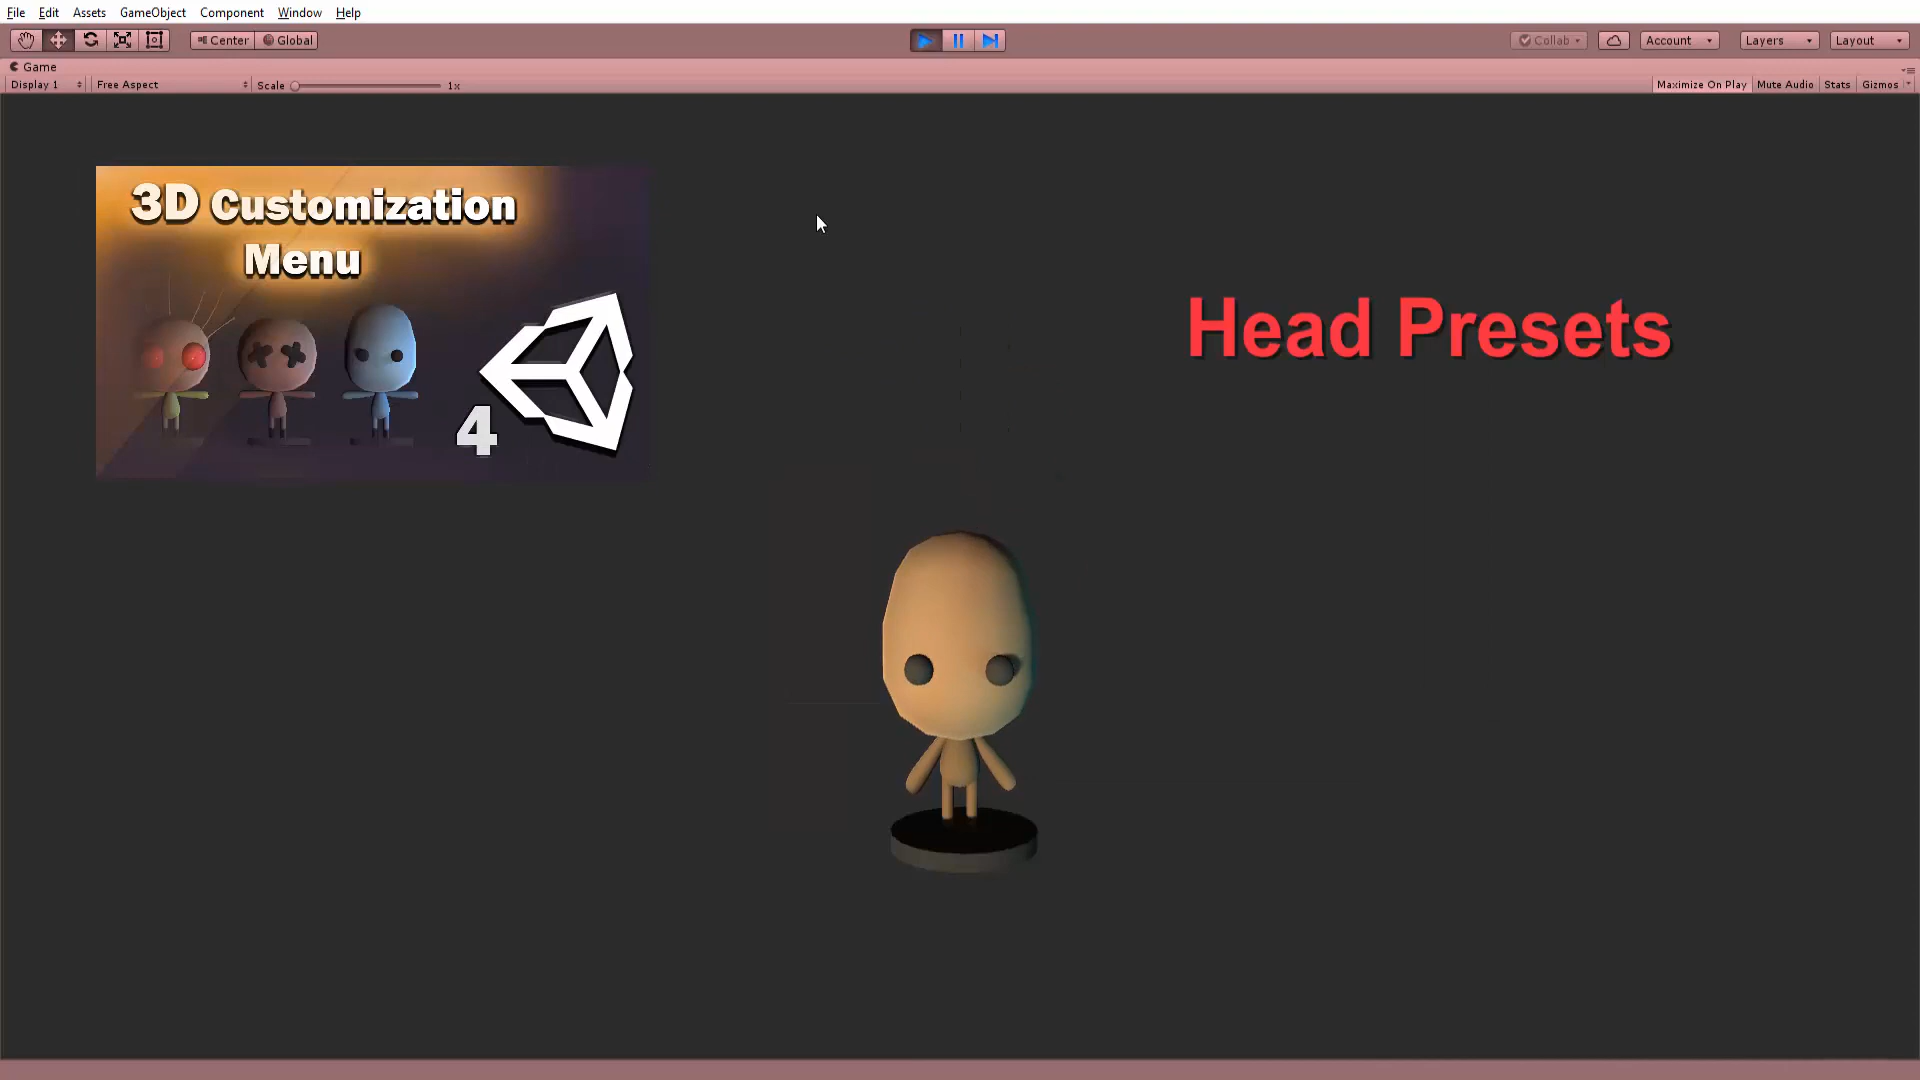 File Edit Assets GameObject Component Window Help
Center Global Collab Account Layers Layout
Game
Display 1 Free Aspect Scale 1x Maximize On Play Mute Audio Stats Gizmos
3D Customization
Menu
4
Head Presets